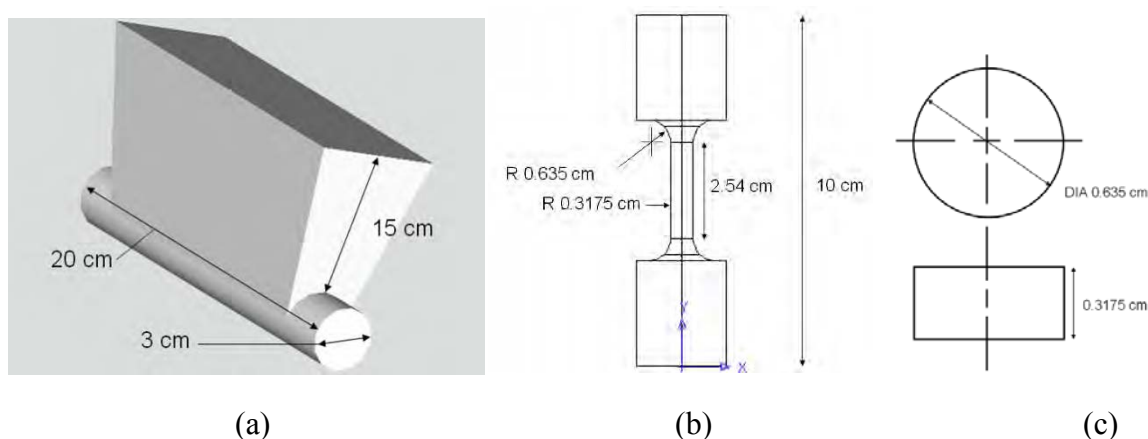 15 cm
20 cm
3 cm
R 0.635 cm
R 0.3175 cm
2.54 cm
10 cm
Y
X
DIA 0.635 cm
0.3175 cm
(a)
(b)
(c)